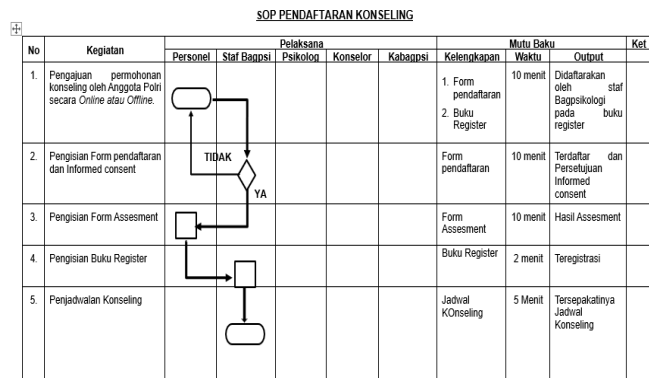 SOP PENDAFTARAN KONSELING
No Kegiatan Pelaksana Mutu Baku Ket
Personel Staf Bagpsi Psikolog Konselor Kabagpsi Kelengkapan Waktu Output
1. Pengajuan permohonan
konseling oleh Anggota Polri
secara Online atau Offline.
1. Form
pendaftaran
2. Buku
Register
10 menit
Didaftarakan
oleh staf
Bagpsikologi
pada buku
register
2. Pengisian Form pendaftaran
dan Informed consent
TIDAK
YA
Form
pendaftaran
10 menit
Terdaftar dan
Persetujuan
Informed
consent
3. Pengisian Form Assesment
Form
Assesment
10 menit
Hasil Assesment
4. Pengisian Buku Register
Buku Register
2 menit
Teregistrasi
5. Penjadwalan Konseling
Jadwal
KOnseling
5 Menit
Tersepakatinya
Jadwal
Konseling